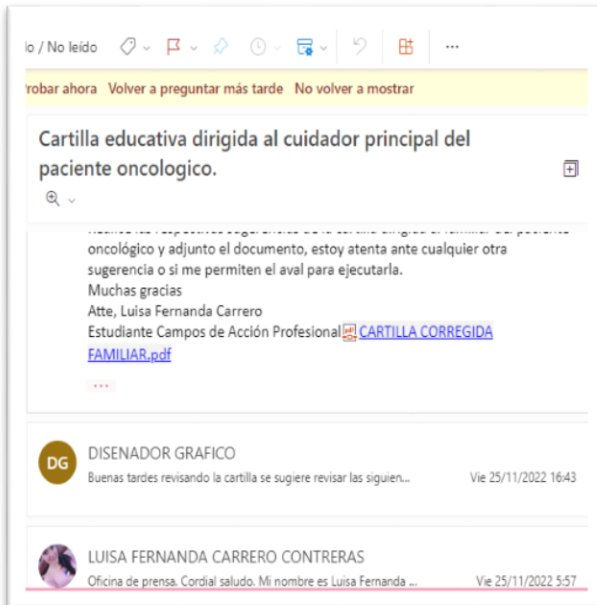 lo / No leído
robar ahora Volver a preguntar más tarde No volver a mostrar
Cartilla educativa dirigida al cuidador principal del
paciente oncologico.
oncológico y adjunto el documento, estoy atenta ante cualquier otra
sugerencia o si me permiten el aval para ejecutarla.
Muchas gracias
Atte, Luisa Fernanda Carrero
Estudiante Campos de Acción Profesional CARTILLA CORREGIDA
FAMILIAR.pdf
DG
DISENADOR GRAFICO
Buenas tardes revisando la cartilla se sugiere revisar las siguien... Vie 25/11/2022 16:43
LUISA FERNANDA CARRERO CONTRERAS
Oficina de prensa. Cordial saludo. Mi nombre es Luisa Fernanda ... Vie 25/11/2022 5:57